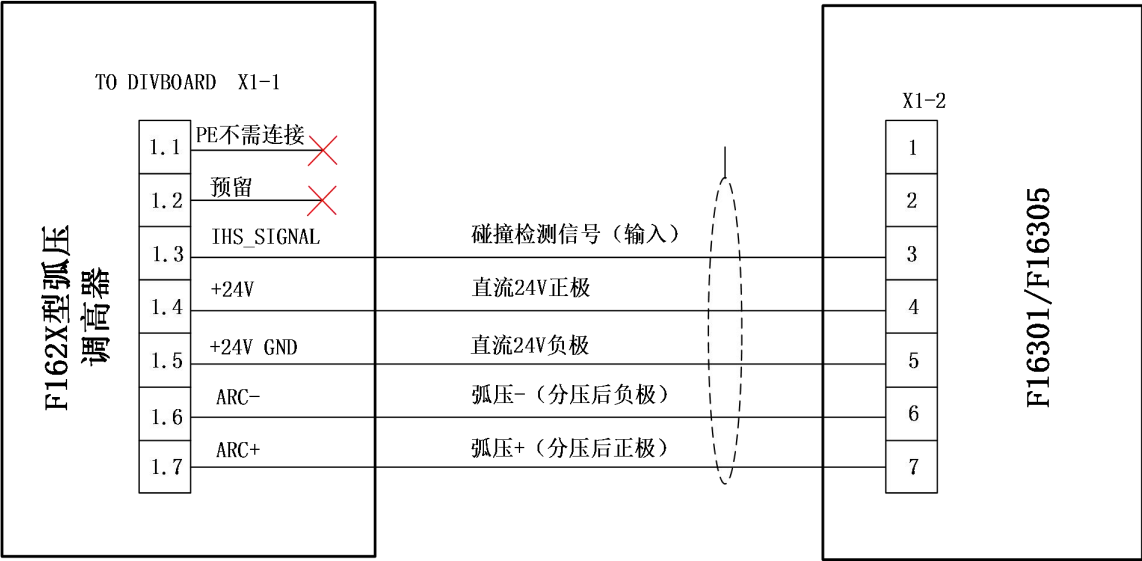 TO DIVBOARD X1-1
X1-2
1.1
PE不需连接
1
1.2
预留
2
1.3
IHS_SIGNAL
碰撞检测信号（输入）
3
1.4
+24V
直流24V正极
4
1.5
+24V GND
直流24V负极
5
1.6
ARC-
弧压-（分压后负极）
6
1.7
ARC+
弧压+（分压后正极）
7
F162X型弧压
调高器
F16301/F16305